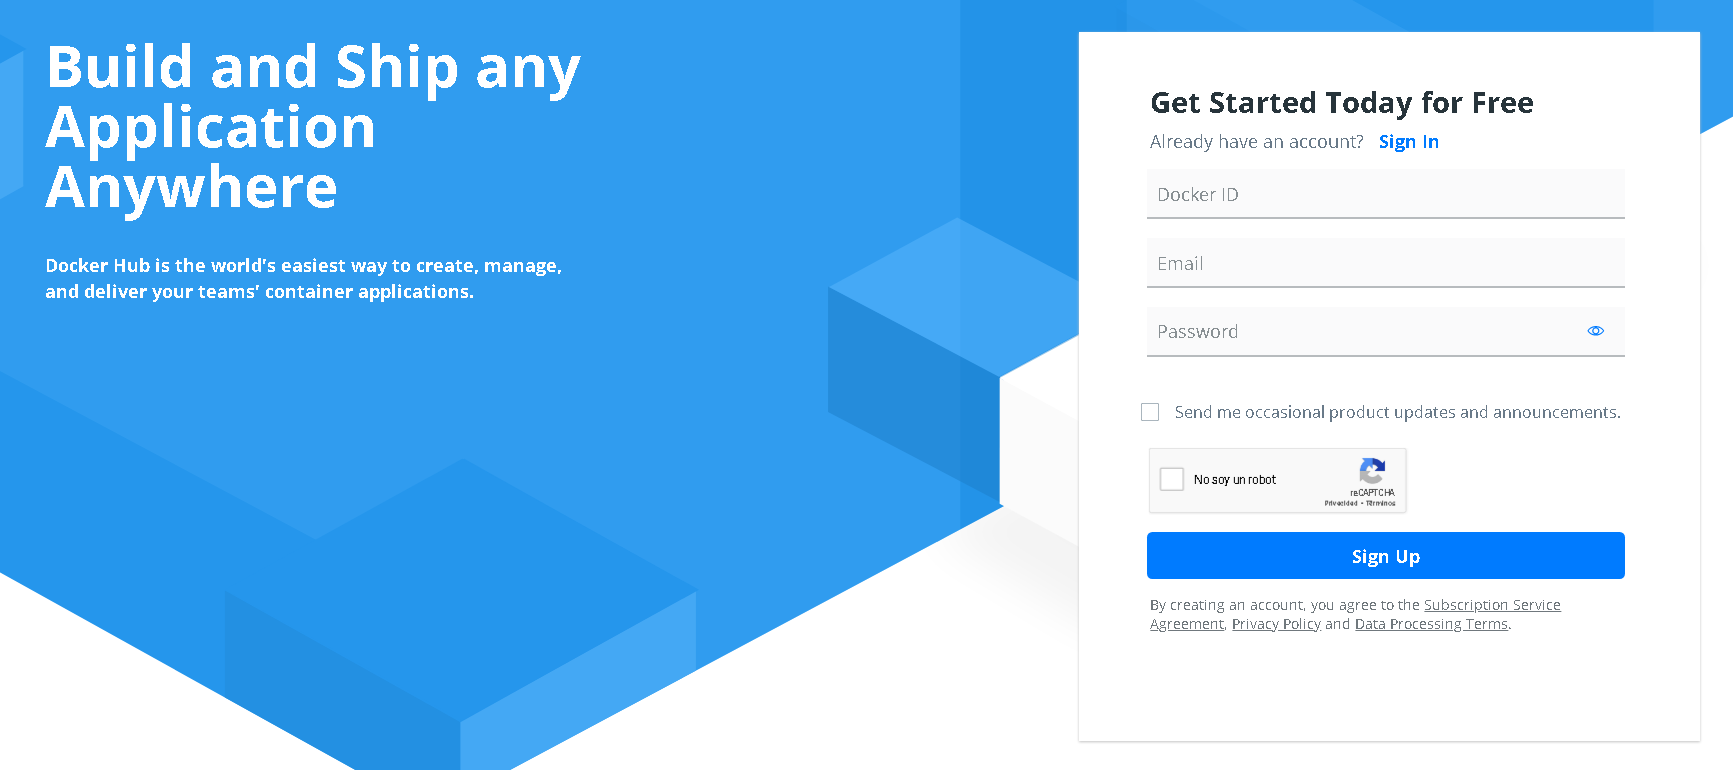 Build and Ship any
Application
Anywhere
Docker Hub is the world's easiest way to create, manage,
and deliver your teams' container applications.
Get Started Today for Free
Already have an account? Sign In
Docker ID
Email
Password
Send me occasional product updates and announcements.
No soy un robot
reCAPTCHA
Privacidad • Términos
Sign Up
By creating an account, you agree to the Subscription Service
Agreement, Privacy Policy and Data Processing Terms.